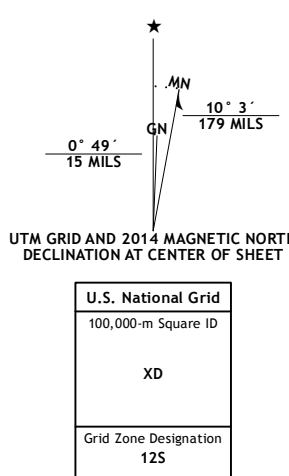 ★
MN
GN
10° 3´
179 MILS
0° 49´
15 MILS
UTM GRID AND 2014 MAGNETIC NORTH
DECLINATION AT CENTER OF SHEET
U.S. National Grid
100,000-m Square ID
XD
Grid Zone Designation
12S